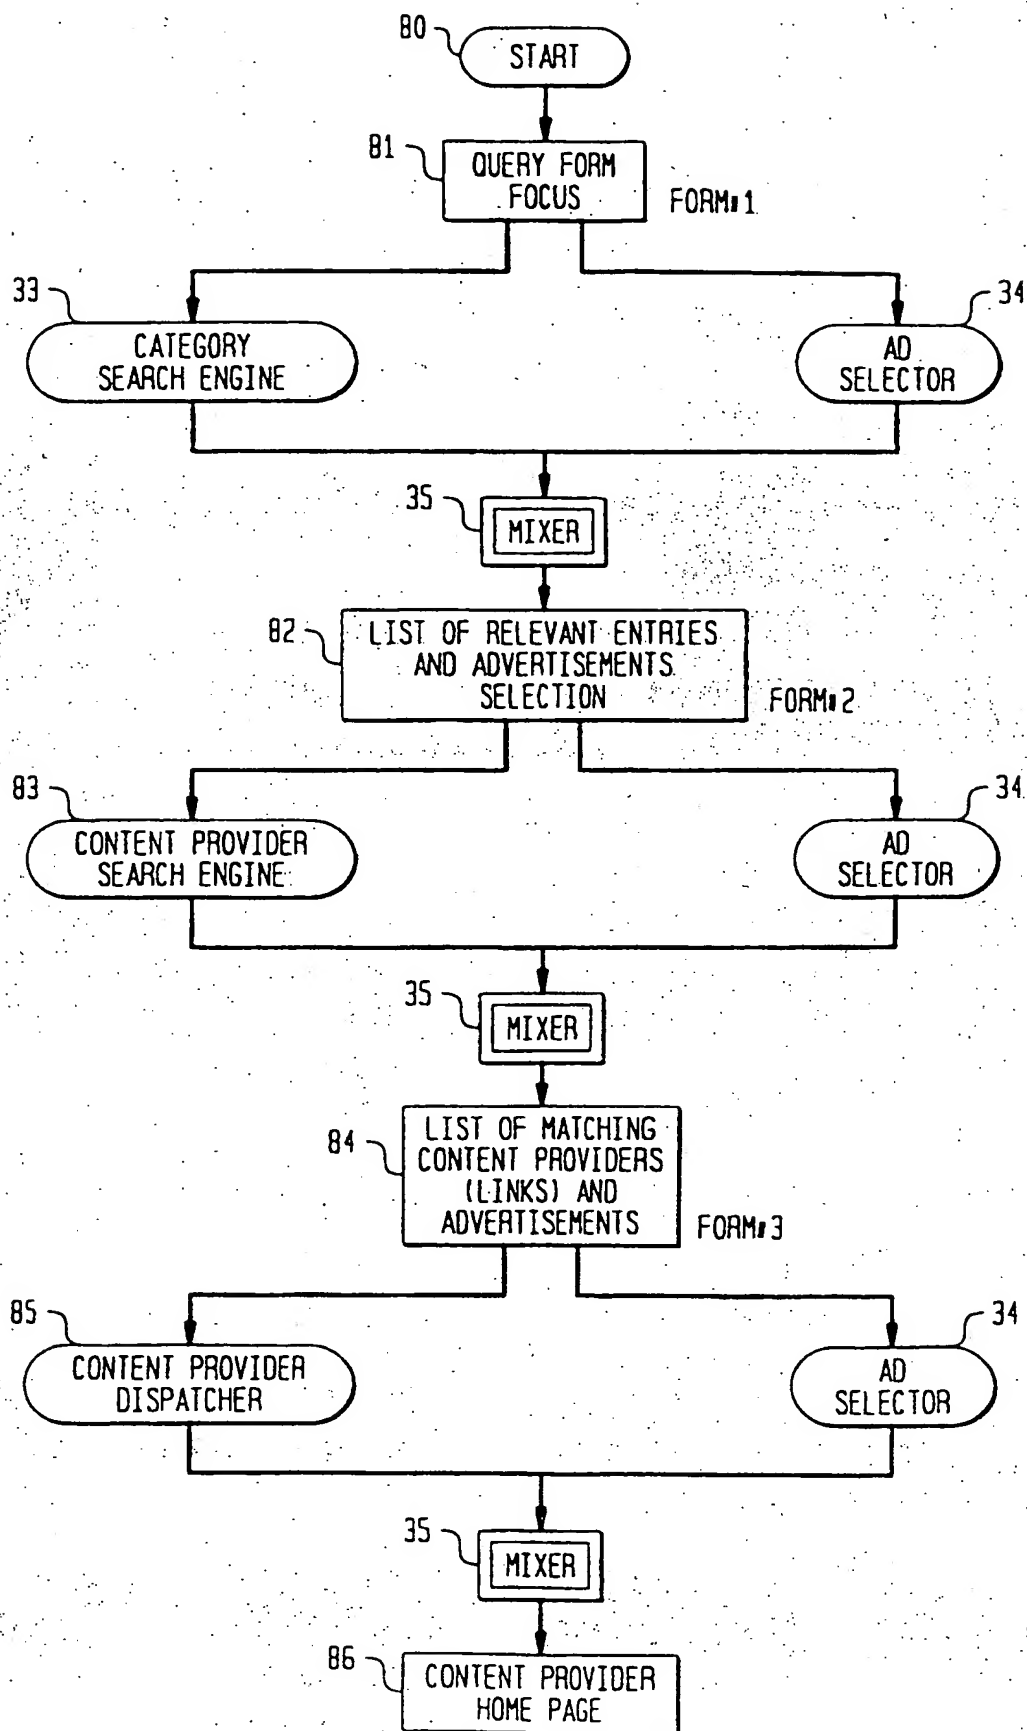 80
START
81
QUERY FORM
FOCUS
FORM#1
33
CATEGORY
SEARCH ENGINE
34
AD
SELECTOR
35
MIXER
82
LIST OF RELEVANT ENTRIES
AND ADVERTISEMENTS
SELECTION
FORM#2
83
CONTENT PROVIDER
SEARCH ENGINE
34
AD
SELECTOR
35
MIXER
84
LIST OF MATCHING
CONTENT PROVIDERS
(LINKS) AND
ADVERTISEMENTS
FORM#3
85
CONTENT PROVIDER
DISPATCHER
34
AD
SELECTOR
35
MIXER
86
CONTENT PROVIDER
HOME PAGE